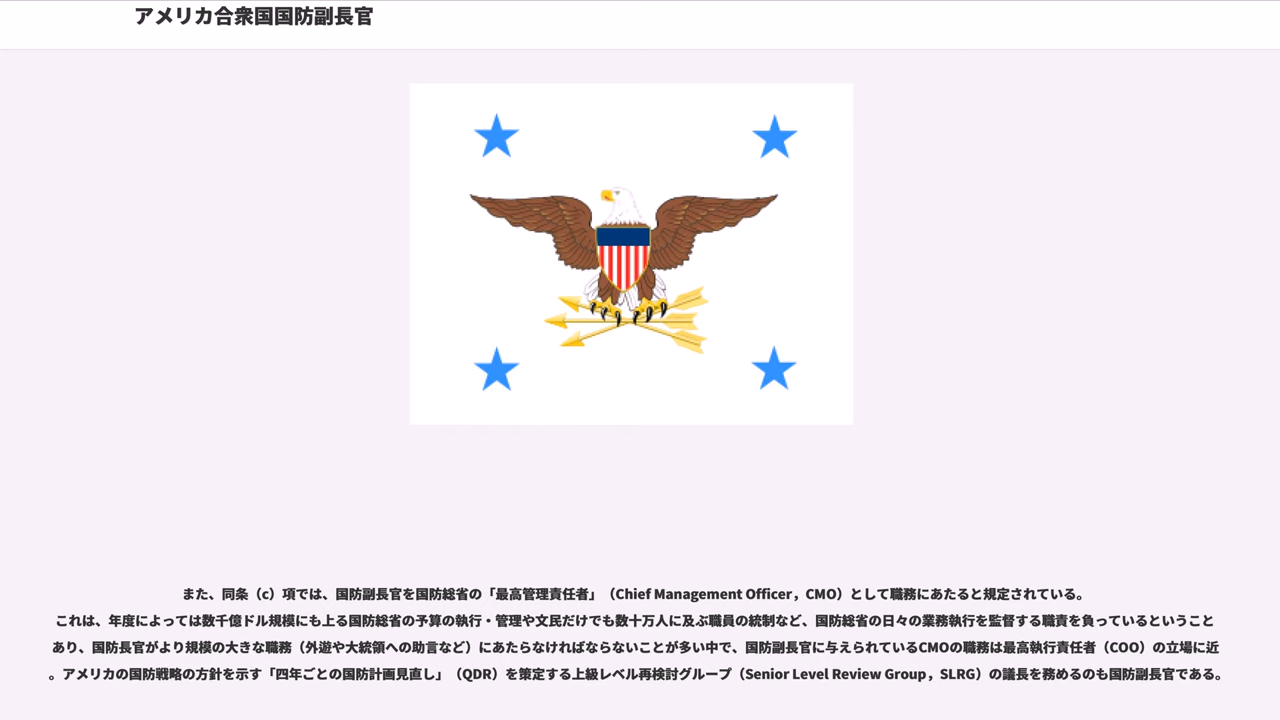 アメリカ合衆国国防副長官
また、同条（c）項では、国防副長官を国防総省の「最高管理責任者」（Chief Management Officer，CMO）として職務にあたると規定されている。
これは、年度によっては数千億ドル規模にも上る国防総省の予算の執行・管理や文民だけでも数十万人に及ぶ職員の統制など、国防総省の日々の業務執行を監督する職責を負っているということ
あり、国防長官がより規模の大きな職務（外遊や大統領への助言など）にあたらなければならないことが多い中で、国防副長官に与えられているCMOの職務は最高執行責任者（COO）の立場に近
。アメリカの国防戦略の方針を示す「四年ごとの国防計画見直し」（QDR）を策定する上級レベル再検討グループ（Senior Level Review Group，SLRG）の議長を務めるのも国防副長官である。